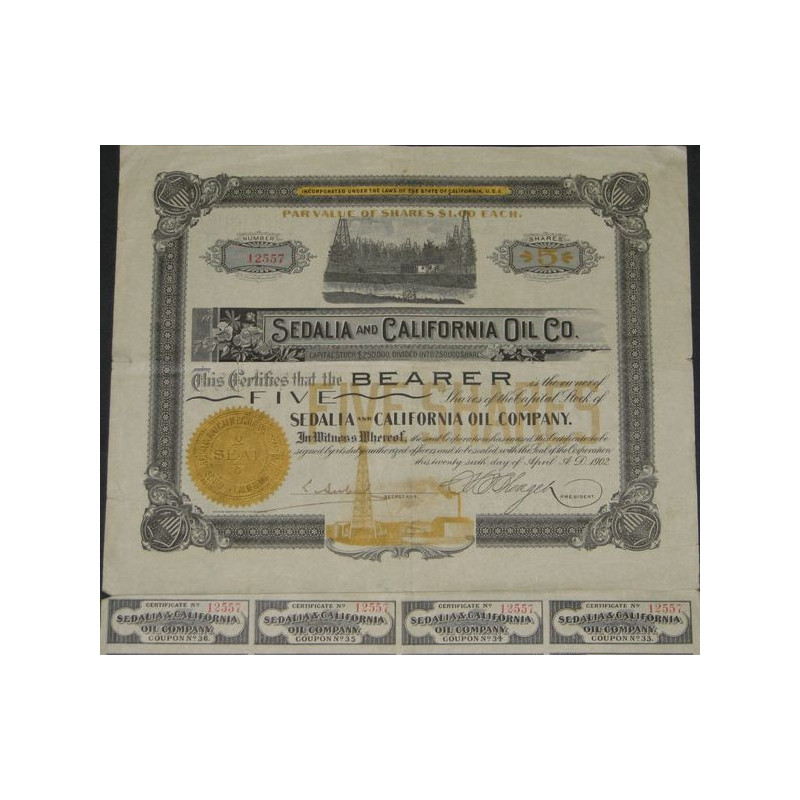 INCORPORATED UNDER THE LAWS OF THE STATE OF CALIFORNIA, U.S.A.
PAR VALUE OF SHARES $1.00 EACH.
NUMBER
12557
SHARES
5
SEDALIA AND CALIFORNIA OIL CO.
CAPITAL STOCK $250,000, DIVIDED INTO 250,000 SHARES
This Certifies that the BEARER is the owner of
FIVE Shares of the Capital Stock of
FIVE SHARES
SEDALIA AND CALIFORNIA OIL COMPANY.
In Witness Whereof, the said Corporation has caused this Certificate to be
signed by its duly authorized officers and to be sealed with the Seal of the Corporation
this twenty sixth day of April A.D. 1902
SEAL
SECRETARY
PRESIDENT
CERTIFICATE No 12557
SEDALIA & CALIFORNIA
OIL COMPANY.
COUPON No 36.
CERTIFICATE No 12557
SEDALIA & CALIFORNIA
OIL COMPANY.
COUPON No 35
CERTIFICATE No 12557
SEDALIA & CALIFORNIA
OIL COMPANY.
COUPON No 34
CERTIFICATE No 12557
SEDALIA & CALIFORNIA
OIL COMPANY.
COUPON No 33.